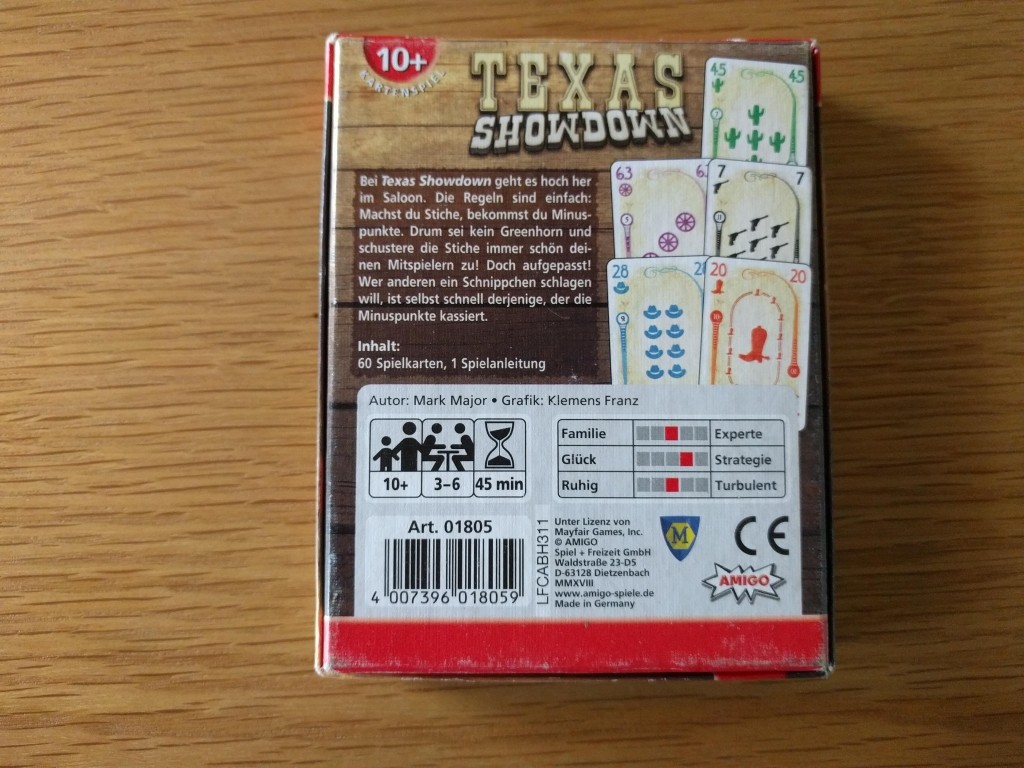 10+
KARTENSPIEL
TEXAS
SHOWDOWN
45 45
63 63
7 7
28 28
20 20
Bei Texas Showdown geht es hoch her
im Saloon. Die Regeln sind einfach:
Machst du Stiche, bekommst du Minus-
punkte. Drum sei kein Greenhorn und
schustere die Stiche immer schön dei-
nen Mitspielern zu! Doch aufgepasst!
Wer anderen ein Schnippchen schlagen
will, ist selbst schnell derjenige, der die
Minuspunkte kassiert.
Inhalt:
60 Spielkarten, 1 Spielanleitung
Autor: Mark Major • Grafik: Klemens Franz
10+ 3–6 45 min
Familie Experte
Glück Strategie
Ruhig Turbulent
Art. 01805
4 007396 018059
LFCABH311
Unter Lizenz von
Mayfair Games, Inc.
© AMIGO
Spiel + Freizeit GmbH
Waldstraße 23-D5
D-63128 Dietzenbach
MMXVIII
www.amigo-spiele.de
Made in Germany
M
CE
AMIGO